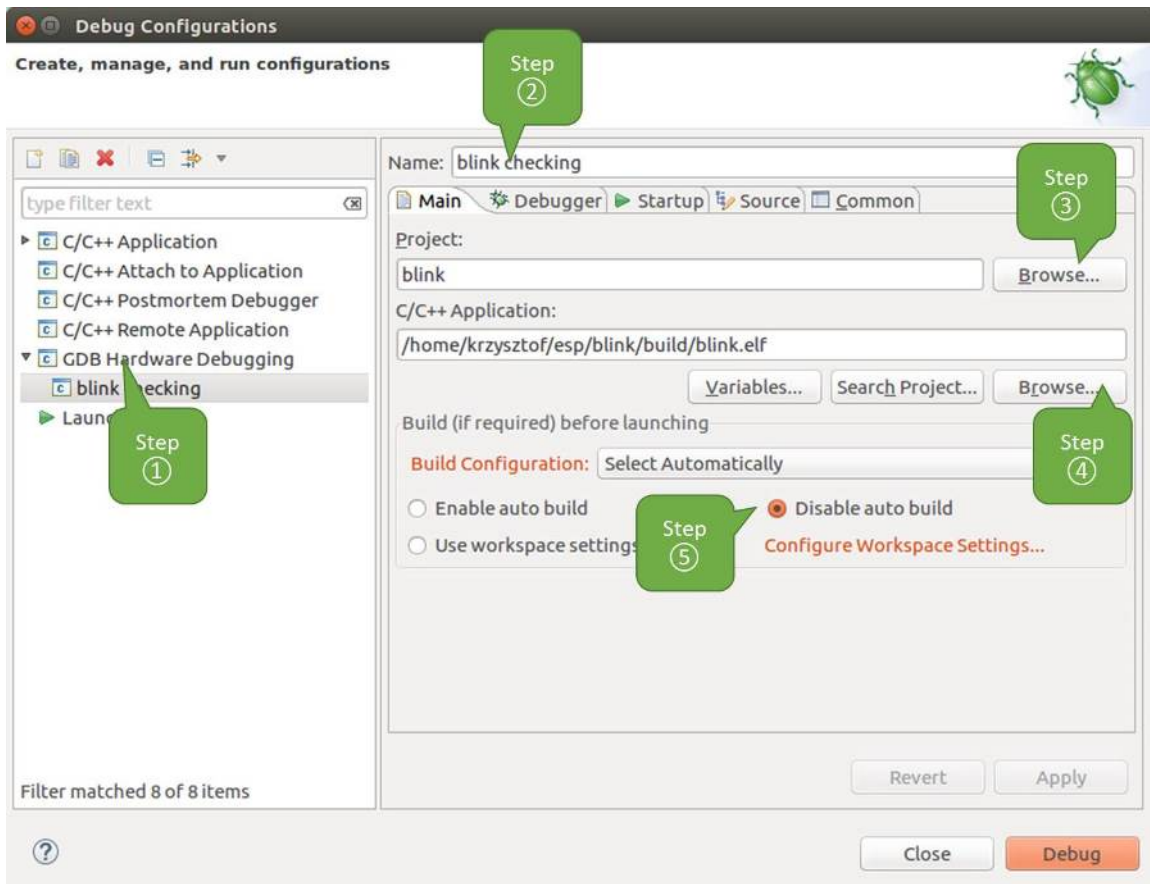 Debug Configurations
Create, manage, and run configurations
Step
②
Name: blink checking
Step
③
type filter text
Main Debugger Startup Source Common
C/C++ Application
C/C++ Attach to Application
C/C++ Postmortem Debugger
C/C++ Remote Application
GDB Hardware Debugging
blink checking
Step
①
Project:
blink
Browse...
C/C++ Application:
/home/krzysztof/esp/blink/build/blink.elf
Variables... Search Project... Browse...
Step
④
Build (if required) before launching
Build Configuration: Select Automatically
Enable auto build
Disable auto build
Step
⑤
Use workspace settings
Configure Workspace Settings...
Filter matched 8 of 8 items
Revert Apply
Close Debug